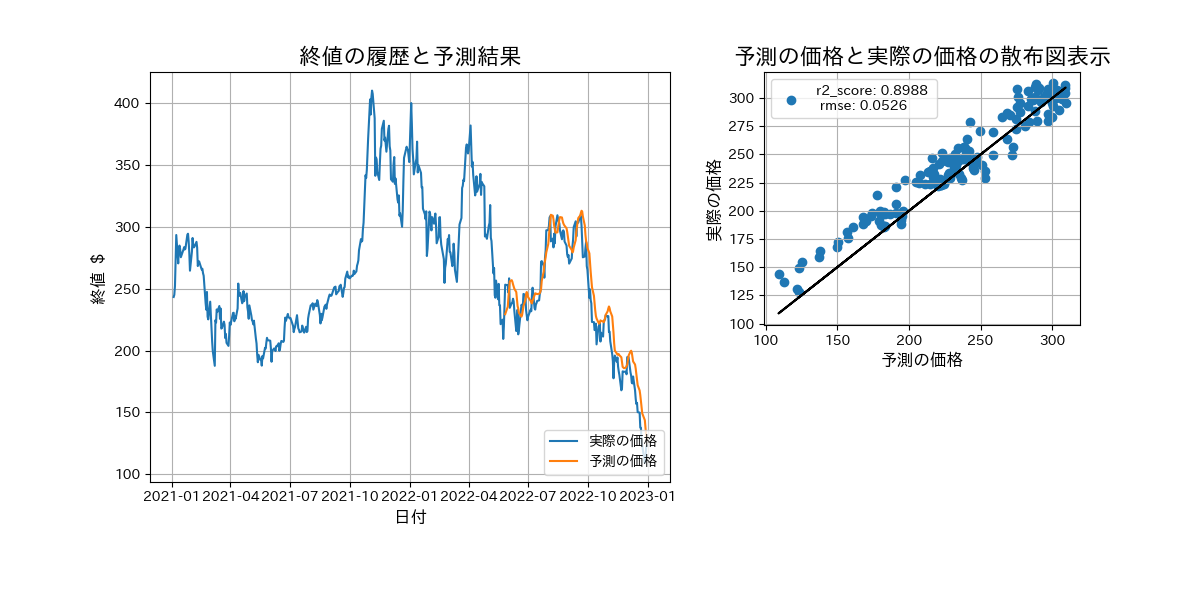 終値の履歴と予測結果
終値 $
400
350
300
250
200
150
100
2021-01 2021-04 2021-07 2021-10 2022-01 2022-04 2022-07 2022-10 2023-01
日付
実際の価格
予測の価格
予測の価格と実際の価格の散布図表示
r2_score: 0.8988
rmse: 0.0526
実際の価格
300
275
250
225
200
175
150
125
100
100 150 200 250 300
予測の価格